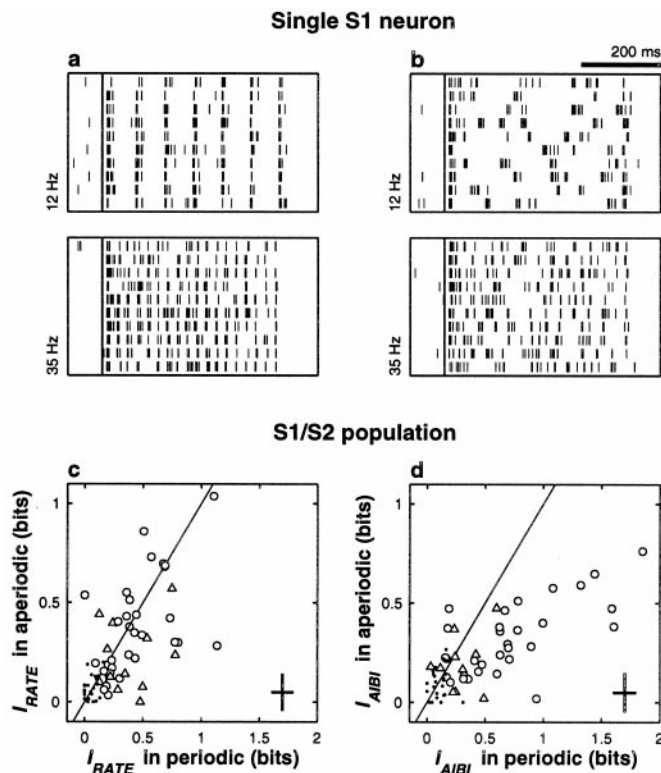 Single S1 neuron
a
b
200 ms
12 Hz
12 Hz
35 Hz
35 Hz
S1/S2 population
c
d
I_RATE in aperiodic (bits)
1
0.5
0
0
0.5
1
1.5
2
I_RATE in periodic (bits)
I_AIBI in aperiodic (bits)
1
0.5
0
0
0.5
1
1.5
2
I_AIBI in periodic (bits)